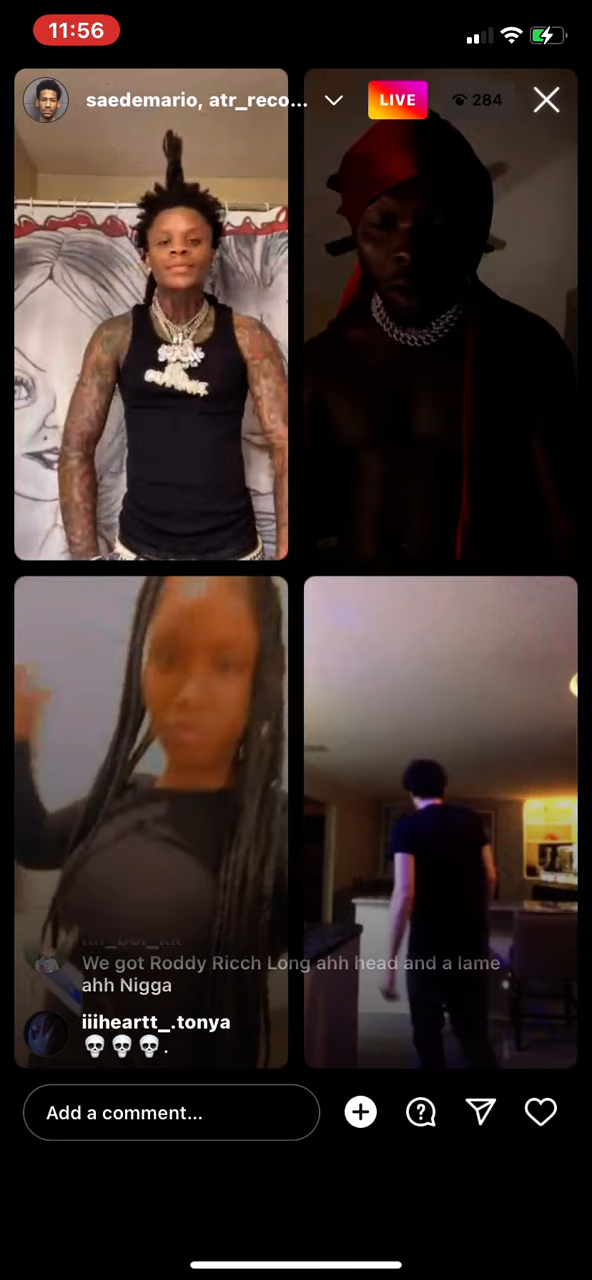 11:56
saedemario, atr_reco...
LIVE
284
We got Roddy Ricch Long ahh head and a lame
ahh Nigga
iiiheartt_.tonya
💀💀💀.
Add a comment...